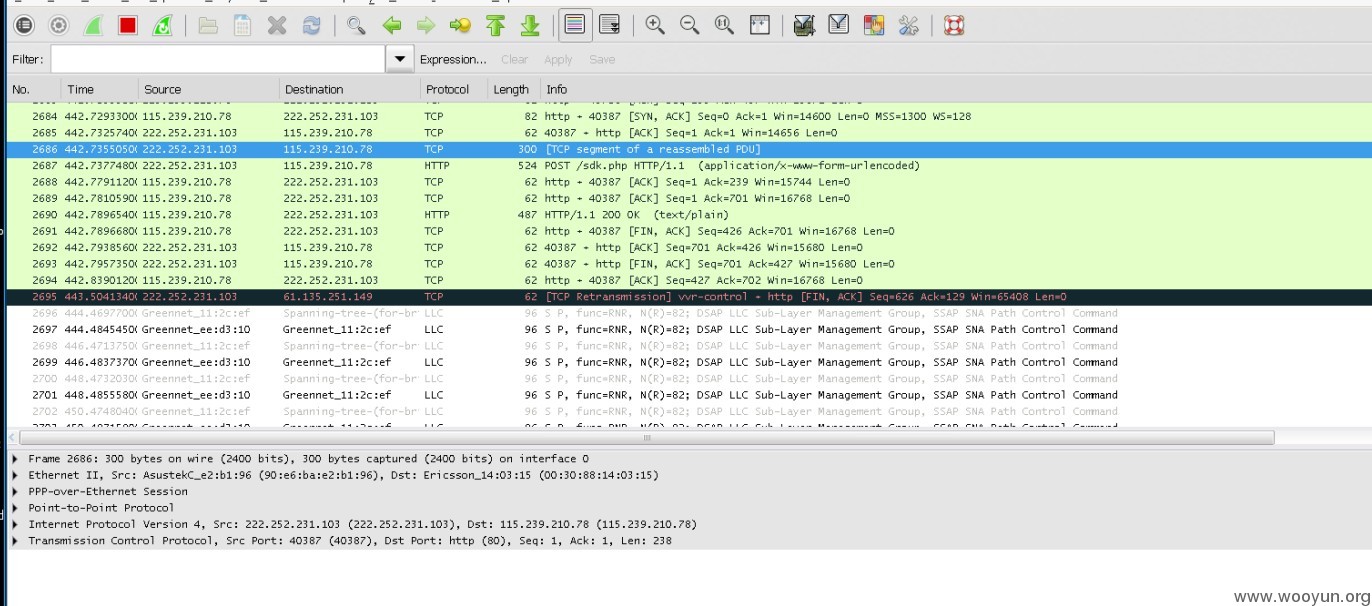 Filter: Expression... Clear Apply Save
No. Time Source Destination Protocol Length Info
2684 442.72933000 115.239.210.78 222.252.231.103 TCP 82 http → 40387 [SYN, ACK] Seq=0 Ack=1 Win=14600 Len=0 MSS=1300 WS=128
2685 442.7325740( 222.252.231.103 115.239.210.78 TCP 62 40387 → http [ACK] Seq=1 Ack=1 Win=14656 Len=0
2686 442.7355050( 222.252.231.103 115.239.210.78 TCP 300 [TCP segment of a reassembled PDU]
2687 442.7377480( 222.252.231.103 115.239.210.78 HTTP 524 POST /sdk.php HTTP/1.1 (application/x-www-form-urlencoded)
2688 442.7791120( 115.239.210.78 222.252.231.103 TCP 62 http → 40387 [ACK] Seq=1 Ack=239 Win=15744 Len=0
2689 442.7810590( 115.239.210.78 222.252.231.103 TCP 62 http → 40387 [ACK] Seq=1 Ack=701 Win=16768 Len=0
2690 442.7896540( 115.239.210.78 222.252.231.103 HTTP 487 HTTP/1.1 200 OK (text/plain)
2691 442.7896680( 115.239.210.78 222.252.231.103 TCP 62 http → 40387 [FIN, ACK] Seq=426 Ack=701 Win=16768 Len=0
2692 442.7938560( 222.252.231.103 115.239.210.78 TCP 62 40387 → http [ACK] Seq=701 Ack=426 Win=15680 Len=0
2693 442.7957350( 222.252.231.103 115.239.210.78 TCP 62 40387 → http [FIN, ACK] Seq=701 Ack=427 Win=15680 Len=0
2694 442.8390120( 115.239.210.78 222.252.231.103 TCP 62 http → 40387 [ACK] Seq=427 Ack=702 Win=16768 Len=0
2695 443.5041340( 222.252.231.103 61.135.251.149 TCP 62 [TCP Retransmission] vvr-control → http [FIN, ACK] Seq=626 Ack=129 Win=65408 Len=0
2696 444.4697700( Greennet_11:2c:ef Spanning-tree-(for-br LLC 96 S P, func=RNR, N(R)=82; DSAP LLC Sub-Layer Management Group, SSAP SNA Path Control Command
2697 444.4845450( Greennet_ee:d3:10 Greennet_11:2c:ef LLC 96 S P, func=RNR, N(R)=82; DSAP LLC Sub-Layer Management Group, SSAP SNA Path Control Command
2698 446.4713750( Greennet_11:2c:ef Spanning-tree-(for-br LLC 96 S P, func=RNR, N(R)=82; DSAP LLC Sub-Layer Management Group, SSAP SNA Path Control Command
2699 446.4837370( Greennet_ee:d3:10 Greennet_11:2c:ef LLC 96 S P, func=RNR, N(R)=82; DSAP LLC Sub-Layer Management Group, SSAP SNA Path Control Command
2700 448.4732030( Greennet_11:2c:ef Spanning-tree-(for-br LLC 96 S P, func=RNR, N(R)=82; DSAP LLC Sub-Layer Management Group, SSAP SNA Path Control Command
2701 448.4855580( Greennet_ee:d3:10 Greennet_11:2c:ef LLC 96 S P, func=RNR, N(R)=82; DSAP LLC Sub-Layer Management Group, SSAP SNA Path Control Command
2702 450.4748040( Greennet_11:2c:ef Spanning-tree-(for-br LLC 96 S P, func=RNR, N(R)=82; DSAP LLC Sub-Layer Management Group, SSAP SNA Path Control Command
Frame 2686: 300 bytes on wire (2400 bits), 300 bytes captured (2400 bits) on interface 0
Ethernet II, Src: AsustekC_e2:b1:96 (90:e6:ba:e2:b1:96), Dst: Ericsson_14:03:15 (00:30:88:14:03:15)
PPP-over-Ethernet Session
Point-to-Point Protocol
Internet Protocol Version 4, Src: 222.252.231.103 (222.252.231.103), Dst: 115.239.210.78 (115.239.210.78)
Transmission Control Protocol, Src Port: 40387 (40387), Dst Port: http (80), Seq: 1, Ack: 1, Len: 238
www.wooyun.org